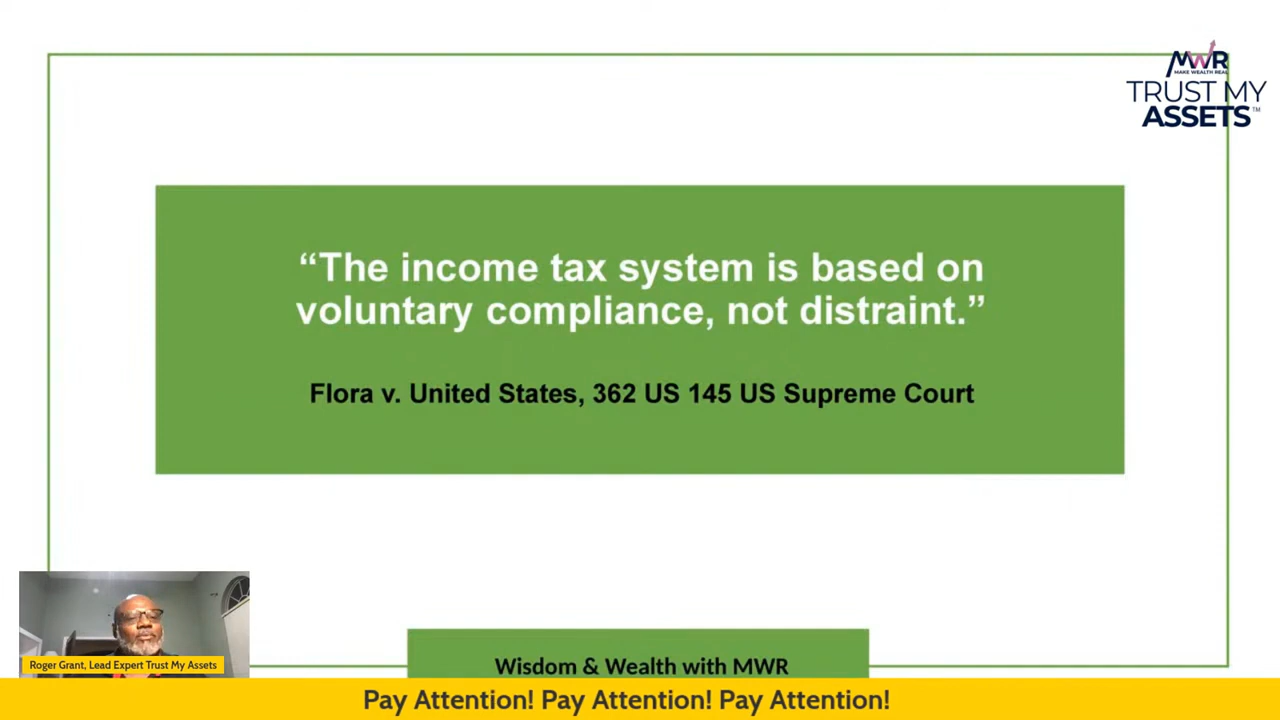 MWR
MAKE WEALTH REAL
TRUST MY
ASSETS™
“The income tax system is based on
voluntary compliance, not distraint.”
Flora v. United States, 362 US 145 US Supreme Court
Roger Grant, Lead Expert Trust My Assets
Wisdom & Wealth with MWR
Pay Attention! Pay Attention! Pay Attention!